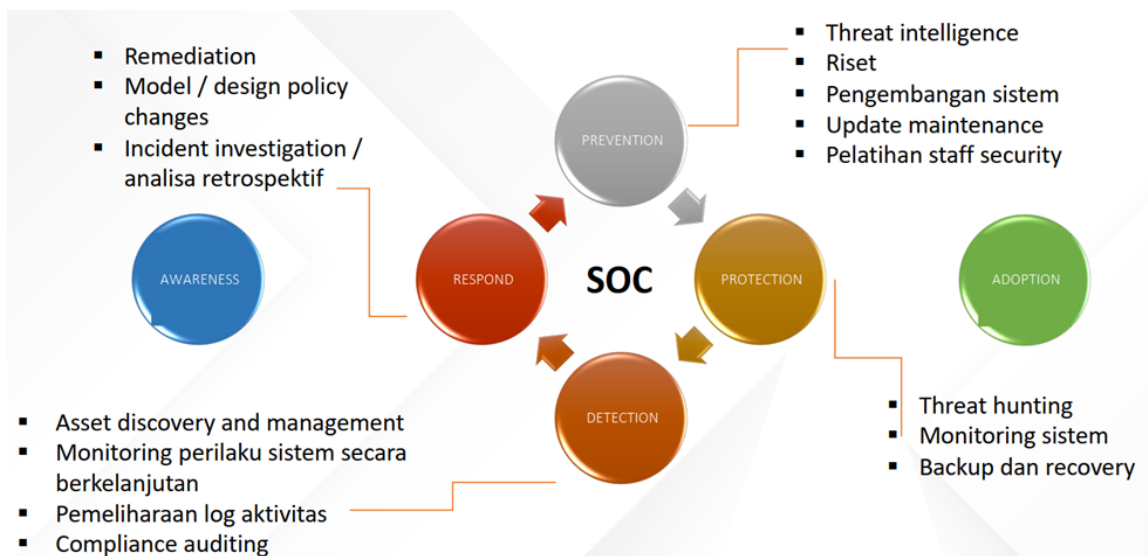 ▪ Remediation
▪ Model / design policy
changes
▪ Incident investigation /
analisa retrospektif
▪ Threat intelligence
▪ Riset
▪ Pengembangan sistem
▪ Update maintenance
▪ Pelatihan staff security
PREVENTION
AWARENESS
RESPOND
SOC
PROTECTION
ADOPTION
DETECTION
▪ Asset discovery and management
▪ Monitoring perilaku sistem secara
berkelanjutan
▪ Pemeliharaan log aktivitas
▪ Compliance auditing
▪ Threat hunting
▪ Monitoring sistem
▪ Backup dan recovery